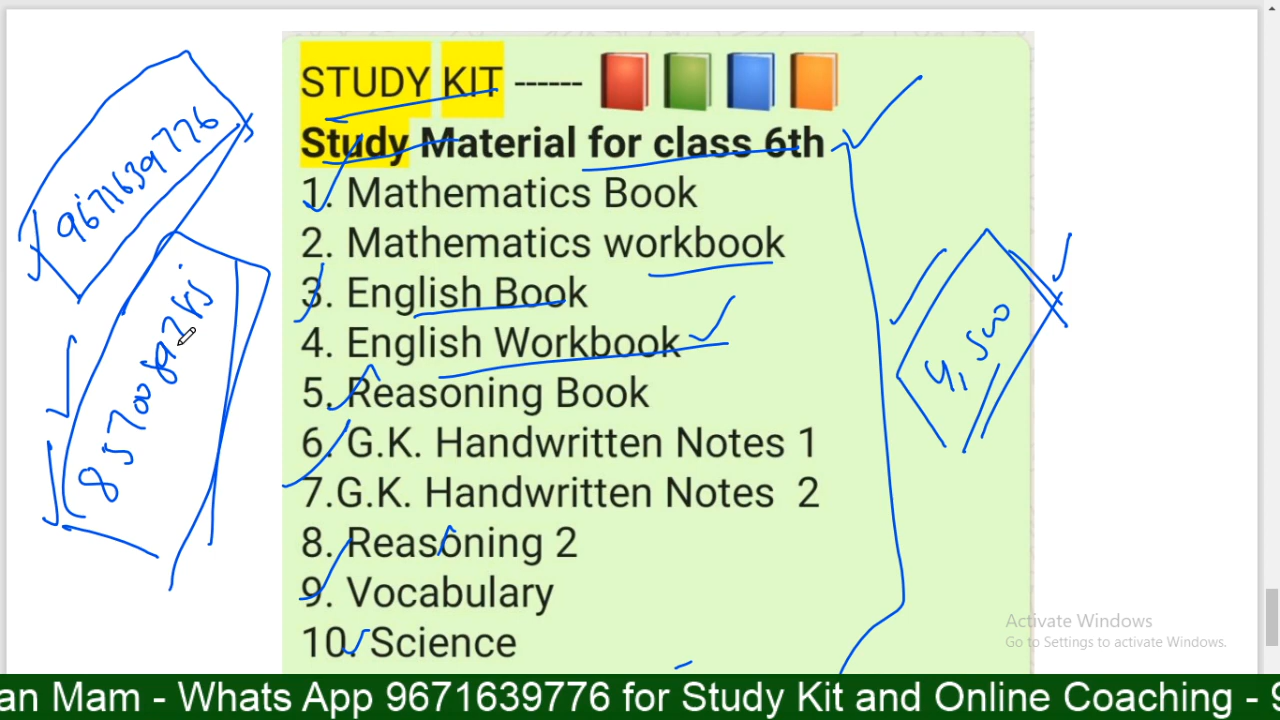 STUDY KIT ------
Study Material for class 6th
1. Mathematics Book
2. Mathematics workbook
3. English Book
4. English Workbook
5. Reasoning Book
6. G.K. Handwritten Notes 1
7.G.K. Handwritten Notes 2
8. Reasoning 2
9. Vocabulary
10. Science
9671639776
4,500
Activate Windows
Go to Settings to activate Windows.
an Mam - Whats App 9671639776 for Study Kit and Online Coaching - 9